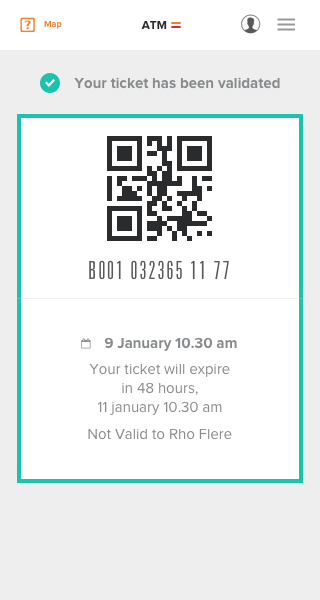 Map
ATM
Your ticket has been validated
B001 032365 11 77
9 January 10.30 am
Your ticket will expire
in 48 hours,
11 january 10.30 am
Not Valid to Rho Flere